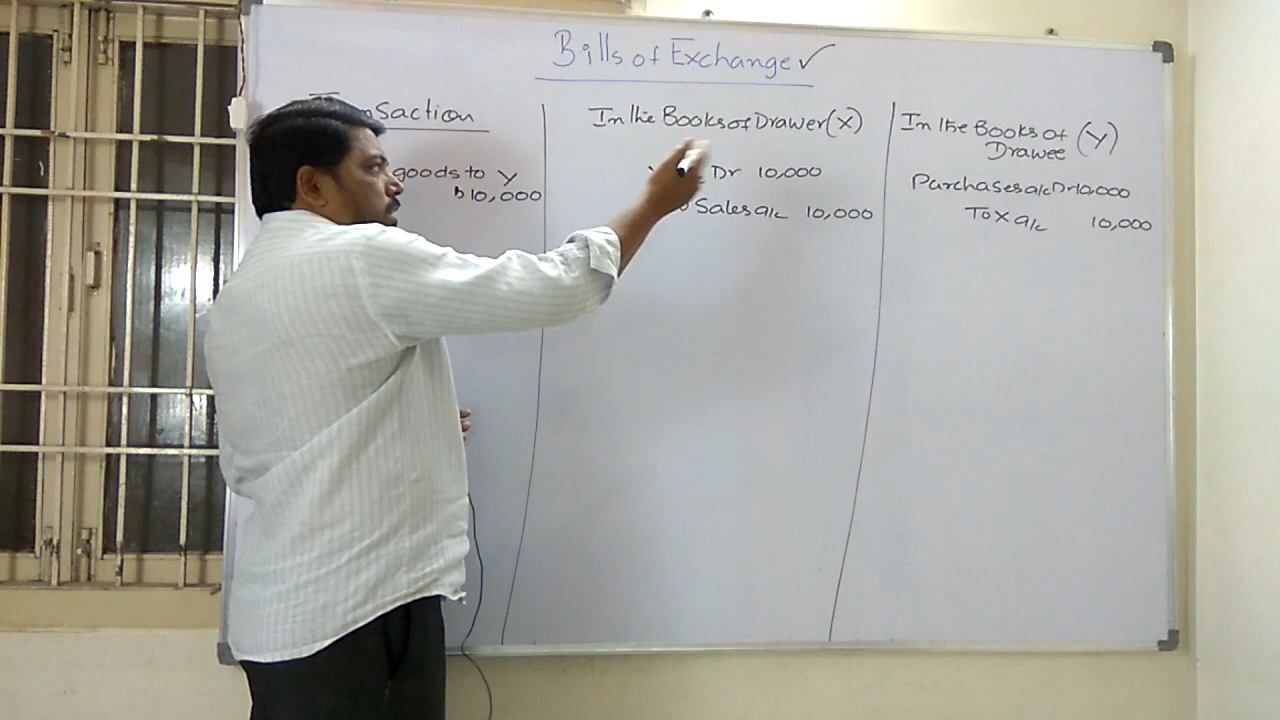 Bills of Exchange ✓
Transaction
goods to Y
10,000
In the Books of Drawer (X)
Dr 10,000
Sales a/c 10,000
In the Books of Drawee (Y)
Purchases a/c Dr 10,000
To X a/c 10,000